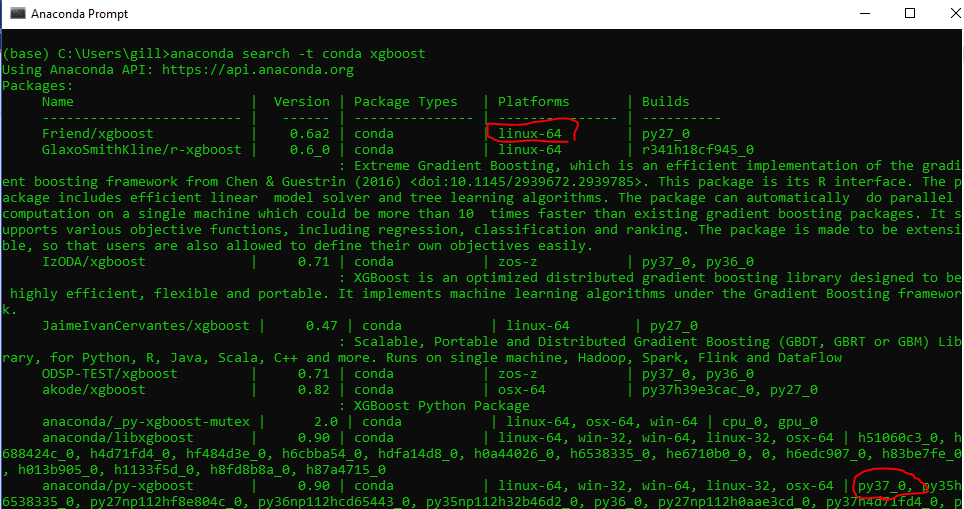 Anaconda Prompt
(base) C:\Users\gill>anaconda search -t conda xgboost
Using Anaconda API: https://api.anaconda.org
Packages:
Name | Version | Package Types | Platforms | Builds
------------------------- | ------ | --------------- | --------------- | ----------
Friend/xgboost | 0.6a2 | conda | linux-64 | py27_0
GlaxoSmithKline/r-xgboost | 0.6_0 | conda | linux-64 | r341h18cf945_0
: Extreme Gradient Boosting, which is an efficient implementation of the gradi
ent boosting framework from Chen & Guestrin (2016) <doi:10.1145/2939672.2939785>. This package is its R interface. The p
ackage includes efficient linear  model solver and tree learning algorithms. The package can automatically  do parallel
computation on a single machine which could be more than 10  times faster than existing gradient boosting packages. It s
upports various objective functions, including regression, classification and ranking. The package is made to be extensi
ble, so that users are also allowed to define their own objectives easily.
IzODA/xgboost | 0.71 | conda | zos-z | py37_0, py36_0
: XGBoost is an optimized distributed gradient boosting library designed to be
highly efficient, flexible and portable. It implements machine learning algorithms under the Gradient Boosting framewor
k.
JaimeIvanCervantes/xgboost | 0.47 | conda | linux-64 | py27_0
: Scalable, Portable and Distributed Gradient Boosting (GBDT, GBRT or GBM) Lib
rary, for Python, R, Java, Scala, C++ and more. Runs on single machine, Hadoop, Spark, Flink and DataFlow
ODSP-TEST/xgboost | 0.71 | conda | zos-z | py37_0, py36_0
akode/xgboost | 0.82 | conda | osx-64 | py37h39e3cac_0, py27_0
: XGBoost Python Package
anaconda/_py-xgboost-mutex | 2.0 | conda | linux-64, osx-64, win-64 | cpu_0, gpu_0
anaconda/libxgboost | 0.90 | conda | linux-64, win-32, win-64, linux-32, osx-64 | h51060c3_0, h
688424c_0, h4d71fd4_0, hf484d3e_0, h6cbba54_0, hdfa14d8_0, h0a44026_0, h6538335_0, he6710b0_0, 0, h6edc907_0, h83be7fe_0
, h013b905_0, h1133f5d_0, h8fd8b8a_0, h87a4715_0
anaconda/py-xgboost | 0.90 | conda | linux-64, win-32, win-64, linux-32, osx-64 | py37_0, py35h
6538335_0, py27np112hf8e804c_0, py36np112hcd65443_0, py35np112h32b46d2_0, py36_0, py27np112h0aae3cd_0, py37h4d71fd4_0, p